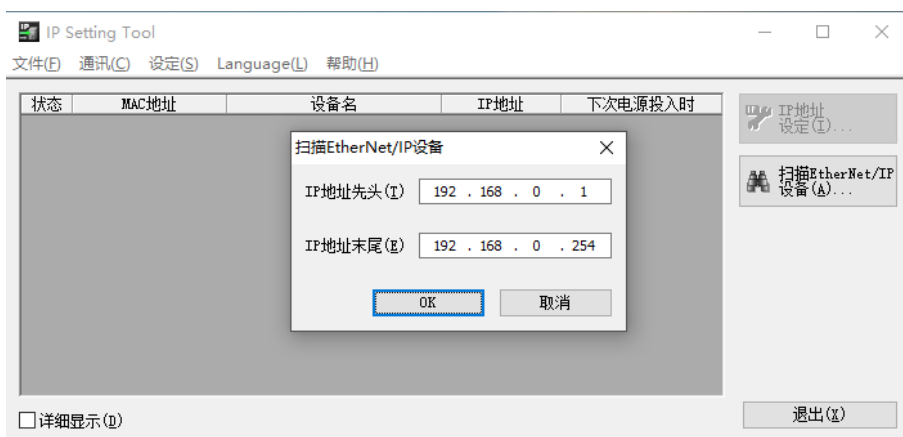 IP Setting Tool
文件(F) 通讯(C) 设定(S) Language(L) 帮助(H)
状态 MAC地址 设备名 IP地址 下次电源投入时
IP地址
设定(I)...
扫描EtherNet/IP
设备(A)...
扫描EtherNet/IP设备
IP地址先头(I) 192 . 168 . 0 . 1
IP地址末尾(E) 192 . 168 . 0 . 254
OK 取消
详细显示(D)
退出(X)